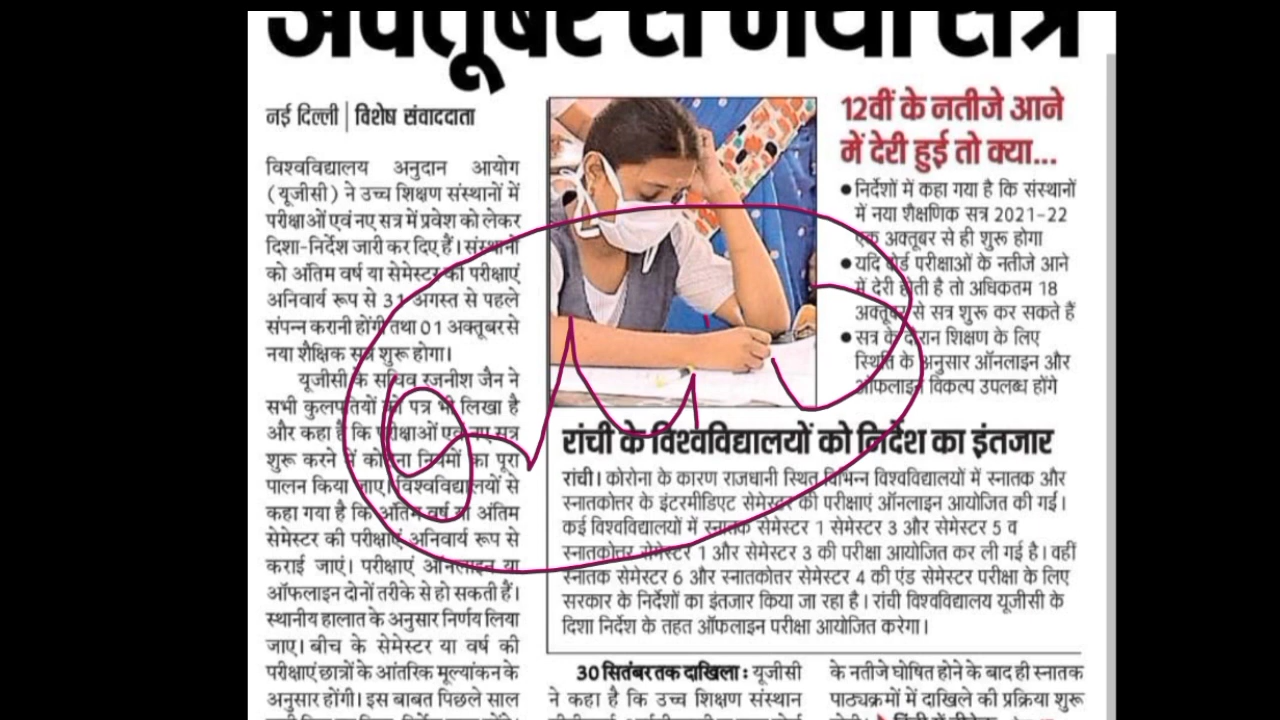 अक्तूबर से नया सत्र
नई दिल्ली | विशेष संवाददाता
विश्वविद्यालय अनुदान आयोग
(यूजीसी) ने उच्च शिक्षण संस्थानों में
परीक्षाओं एवं नए सत्र में प्रवेश को लेकर
दिशा-निर्देश जारी कर दिए हैं। संस्थानों
को अंतिम वर्ष या सेमेस्टर की परीक्षाएं
अनिवार्य रूप से 31 अगस्त से पहले
संपन्न करानी होंगी तथा 01 अक्तूबर से
नया शैक्षिक सत्र शुरू होगा।
यूजीसी के सचिव रजनीश जैन ने
सभी कुलपतियों को पत्र भी लिखा है
और कहा है कि परीक्षाओं एवं नए सत्र
शुरू करने में कोरोना नियमों का पूरा
पालन किया जाए। विश्वविद्यालयों से
कहा गया है कि अंतिम वर्ष या अंतिम
सेमेस्टर की परीक्षाएं अनिवार्य रूप से
कराई जाएं। परीक्षाएं ऑनलाइन या
ऑफलाइन दोनों तरीके से हो सकती हैं।
स्थानीय हालात के अनुसार निर्णय लिया
जाए। बीच के सेमेस्टर या वर्ष की
परीक्षाएं छात्रों के आंतरिक मूल्यांकन के
अनुसार होंगी। इस बाबत पिछले साल
12वीं के नतीजे आने
में देरी हुई तो क्या...
● निर्देशों में कहा गया है कि संस्थानों
में नया शैक्षणिक सत्र 2021-22
एक अक्तूबर से ही शुरू होगा
● यदि बोर्ड परीक्षाओं के नतीजे आने
में देरी होती है तो अधिकतम 18
अक्तूबर से सत्र शुरू कर सकते हैं
● सत्र के दौरान शिक्षण के लिए
स्थिति के अनुसार ऑनलाइन और
ऑफलाइन विकल्प उपलब्ध होंगे
रांची के विश्वविद्यालयों को निर्देश का इंतजार
रांची। कोरोना के कारण राजधानी स्थित विभिन्न विश्वविद्यालयों में स्नातक और
स्नातकोत्तर के इंटरमीडिएट सेमेस्टर की परीक्षाएं ऑनलाइन आयोजित की गईं।
कई विश्वविद्यालयों में स्नातक सेमेस्टर 1 सेमेस्टर 3 और सेमेस्टर 5 व
स्नातकोत्तर सेमेस्टर 1 और सेमेस्टर 3 की परीक्षा आयोजित कर ली गई है। वहीं
स्नातक सेमेस्टर 6 और स्नातकोत्तर सेमेस्टर 4 की एंड सेमेस्टर परीक्षा के लिए
सरकार के निर्देशों का इंतजार किया जा रहा है। रांची विश्वविद्यालय यूजीसी के
दिशा निर्देश के तहत ऑफलाइन परीक्षा आयोजित करेगा।
30 सितंबर तक दाखिला : यूजीसी
ने कहा है कि उच्च शिक्षण संस्थान
के नतीजे घोषित होने के बाद ही स्नातक
पाठ्यक्रमों में दाखिले की प्रक्रिया शुरू